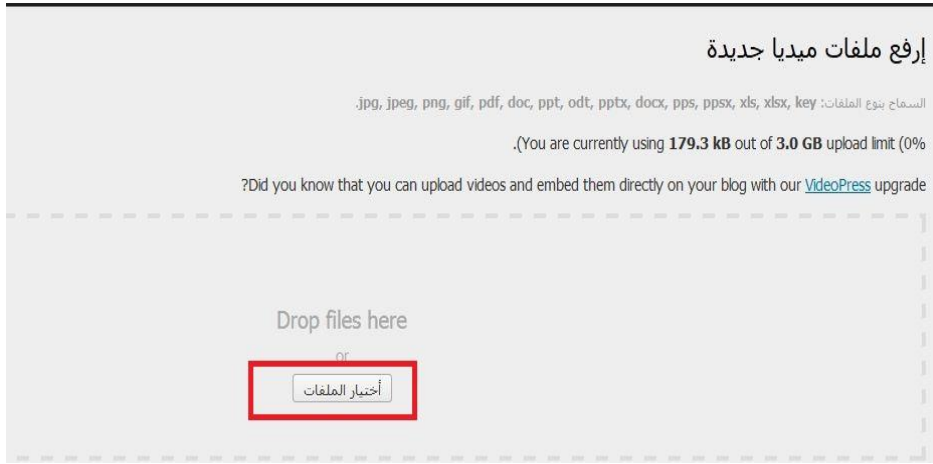 إرفع ملفات ميديا جديدة
السماح بنوع الملفات: jpg, jpeg, png, gif, pdf, doc, ppt, odt, pptx, docx, pps, ppsx, xls, xlsx, key.
You are currently using 179.3 kB out of 3.0 GB upload limit (0%).
Did you know that you can upload videos and embed them directly on your blog with our VideoPress upgrade?
Drop files here
or
أختيار الملفات